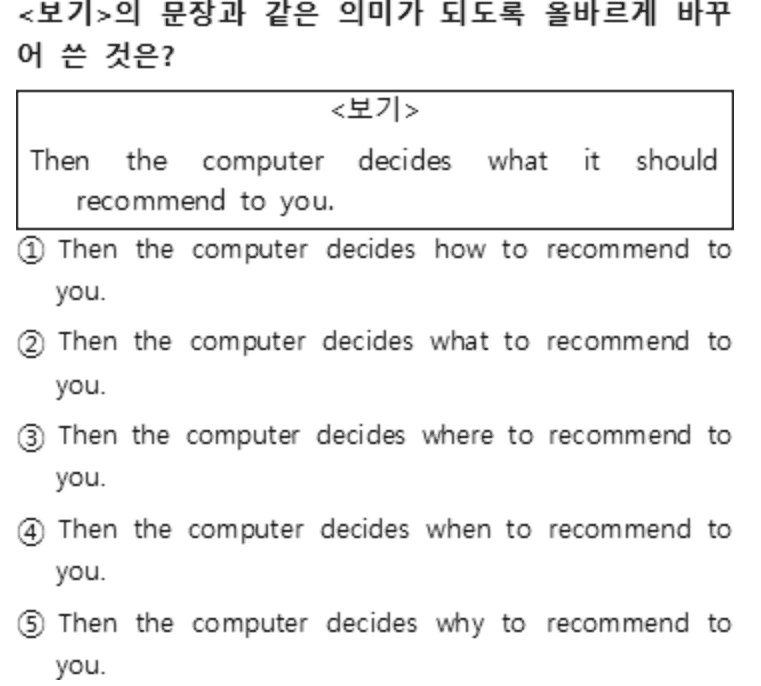 <보기>의 문장과 같은 의미가 되도록 올바르게 바꾸
어 쓴 것은?
<보기>
Then the computer decides what it should
recommend to you.
① Then the computer decides how to recommend to
you.
② Then the computer decides what to recommend to
you.
③ Then the computer decides where to recommend to
you.
④ Then the computer decides when to recommend to
you.
⑤ Then the computer decides why to recommend to
you.